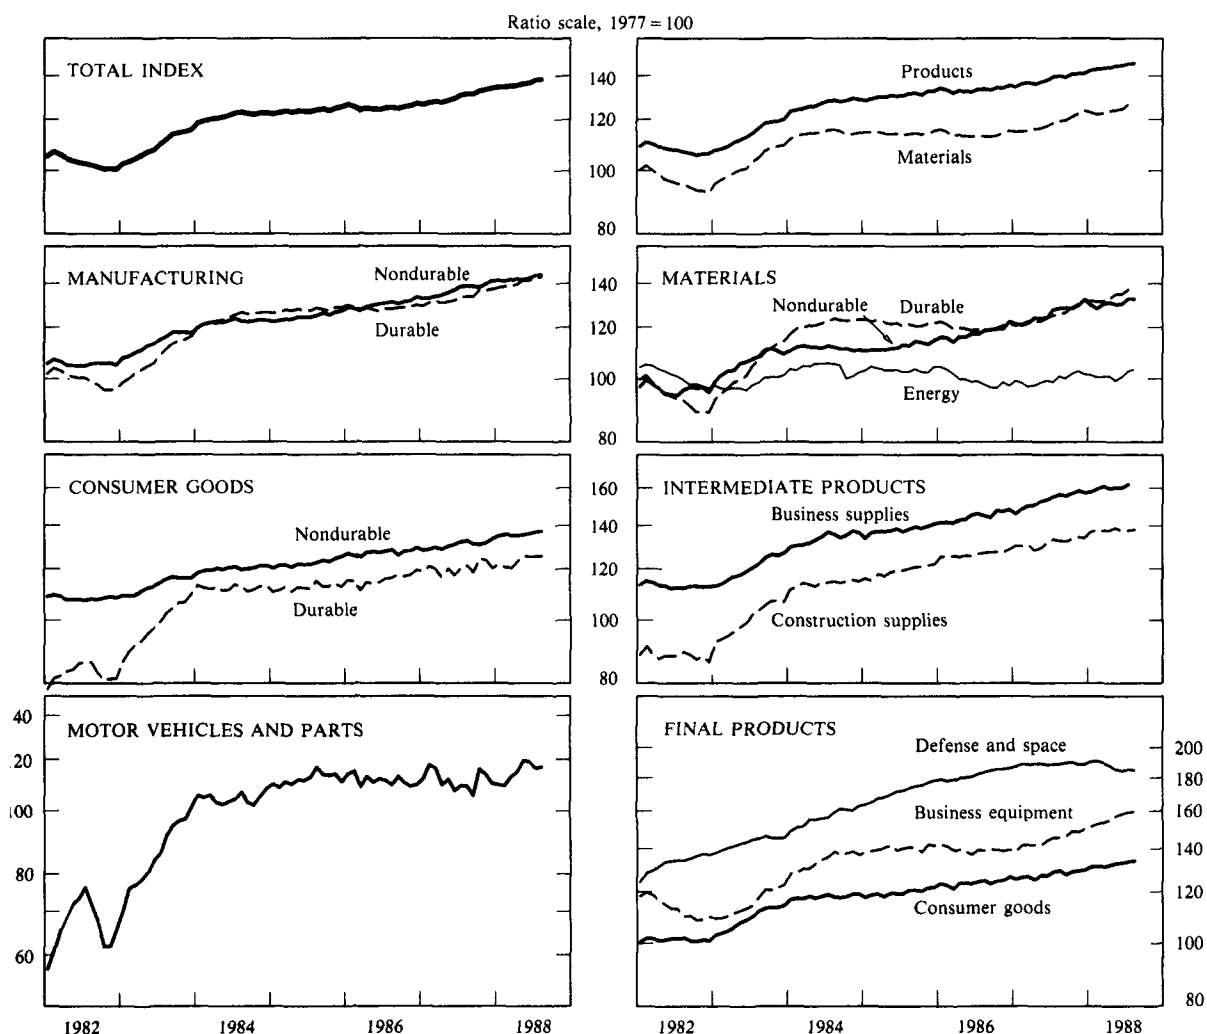 Ratio scale, 1977 = 100
TOTAL INDEX
140
120
100
80
Products
Materials
MANUFACTURING
Nondurable
Durable
140
120
100
80
MATERIALS
Nondurable
Durable
Energy
CONSUMER GOODS
Nondurable
Durable
160
140
120
100
80
INTERMEDIATE PRODUCTS
Business supplies
Construction supplies
MOTOR VEHICLES AND PARTS
40
20
100
80
60
FINAL PRODUCTS
Defense and space
Business equipment
Consumer goods
200
180
160
140
120
100
80
1982 1984 1986 1988
1982 1984 1986 1988